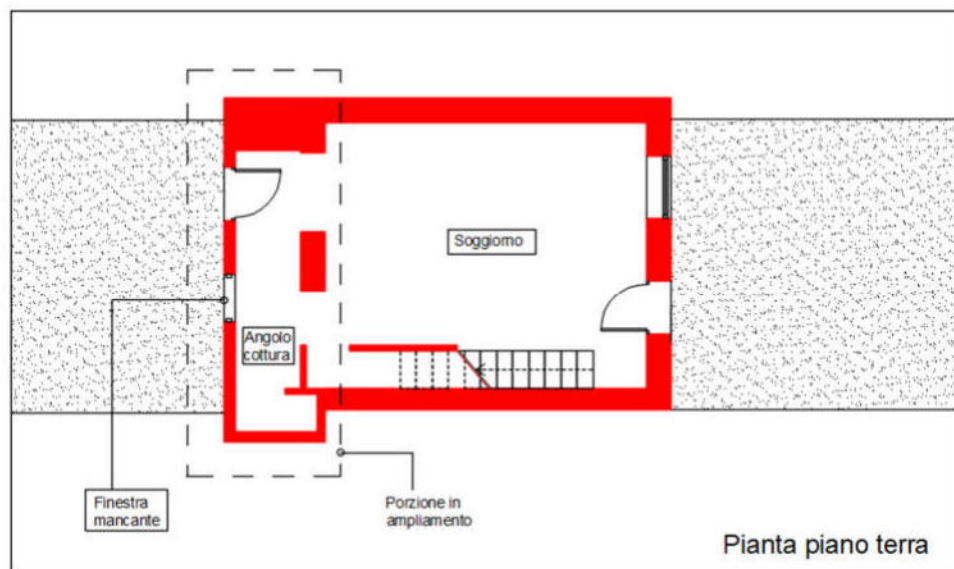 Soggiorno
Angolo
cottura
Finestra
mancante
Porzione in
ampliamento
Pianta piano terra